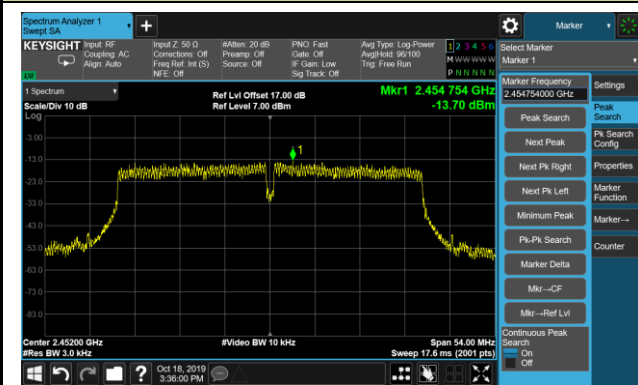 Spectrum Analyzer 1
Swept SA
Marker
KEYSIGHT
Input: RF
Coupling: AC
Align: Auto
Input Z: 50 Ω
Corrections: Off
Freq Ref: Int (S)
NFE: Off
#Atten: 20 dB
Preamp: Off
Source: Off
PNO: Fast
Gate: Off
IF Gain: Low
Sig Track: Off
Avg Type: Log-Power
Avg|Hold: 96/100
Trig: Free Run
1 2 3 4 5 6
M W W W W W
P N N N N N
LXI
Select Marker
Marker 1
Marker Frequency
2.454754000 GHz
Peak Search
Next Peak
Next Pk Right
Next Pk Left
Minimum Peak
Pk-Pk Search
Marker Delta
Mkr→CF
Mkr→Ref Lvl
Continuous Peak
Search
On
Off
Settings
Peak
Search
Pk Search
Config
Properties
Marker
Function
Marker→
Counter
1 Spectrum
Scale/Div 10 dB
Log
Ref Lvl Offset 17.00 dB
Ref Level 7.00 dBm
Mkr1 2.454 754 GHz
-13.70 dBm
1
-3.00
-13.0
-23.0
-33.0
-43.0
-53.0
-63.0
-73.0
-83.0
Center 2.45200 GHz
#Res BW 3.0 kHz
#Video BW 10 kHz
Span 54.00 MHz
Sweep 17.6 ms (2001 pts)
Oct 18, 2019
3:36:00 PM